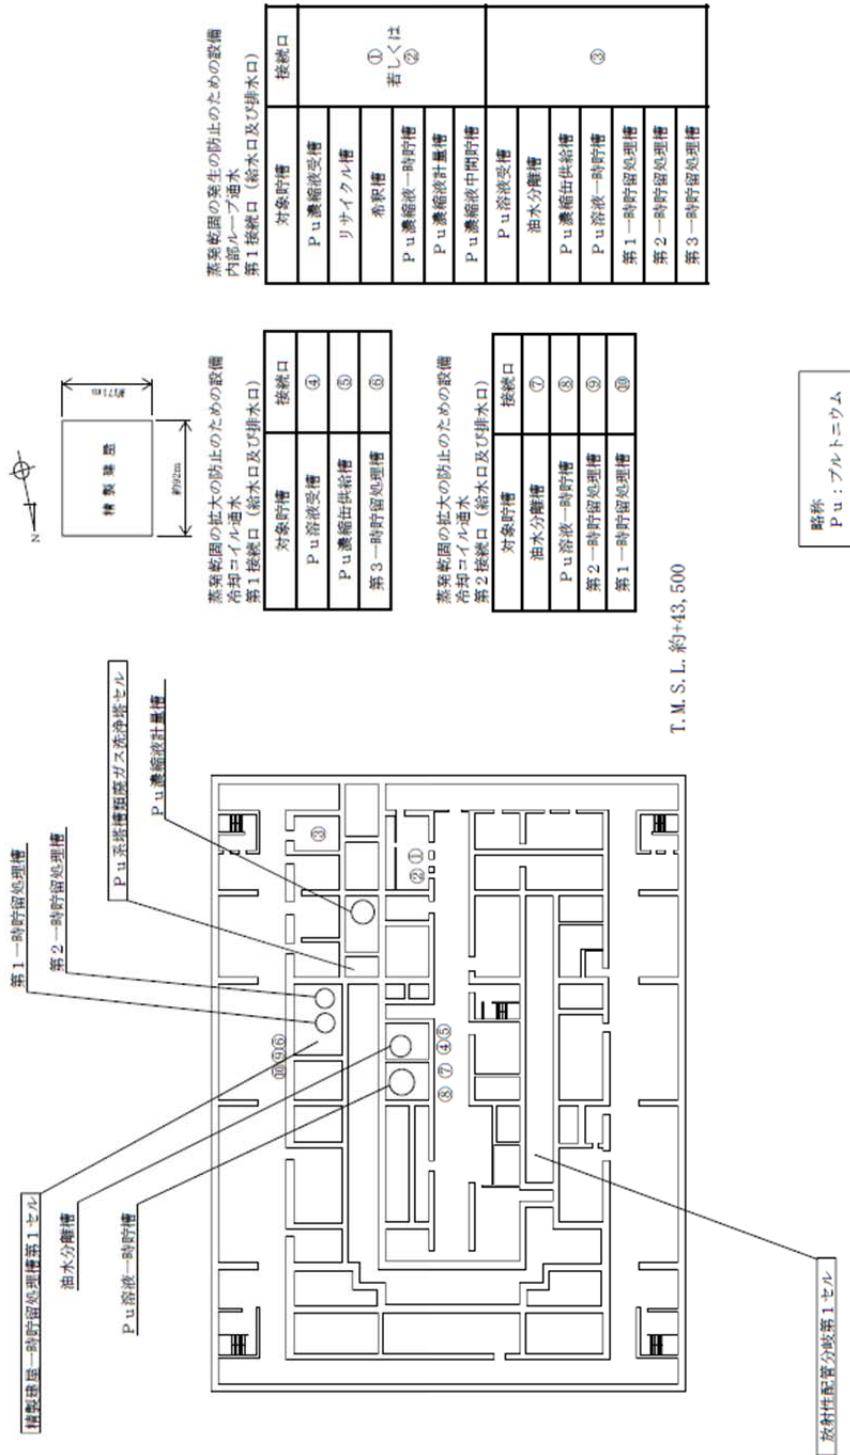 第1一時貯留処理槽
第2一時貯留処理槽
Pu系塔槽類廃ガス洗浄塔セル
Pu濃縮液計量槽
精製建屋一時貯留処理槽第1セル
油水分離槽
Pu溶液一時貯槽
放射性配管分岐第1セル
③
② ①
⑩⑨⑥
⑧ ⑦ ④⑤
T.M.S.L.約+43,500
N
精製建屋
約92m
約71m
蒸発乾固の拡大の防止のための設備
冷却コイル通水
第1接続口（給水口及び排水口）
対象貯槽 接続口
Pu溶液受槽 ④
Pu濃縮缶供給槽 ⑤
第3一時貯留処理槽 ⑥
蒸発乾固の拡大の防止のための設備
冷却コイル通水
第2接続口（給水口及び排水口）
対象貯槽 接続口
油水分離槽 ⑦
Pu溶液一時貯槽 ⑧
第2一時貯留処理槽 ⑨
第1一時貯留処理槽 ⑩
蒸発乾固の発生の防止のための設備
内部ループ通水
第1接続口（給水口及び排水口）
対象貯槽 接続口
Pu濃縮液受槽
リサイクル槽
希釈槽
Pu濃縮液一時貯槽
Pu濃縮液計量槽
Pu濃縮液中間貯槽
①
若しくは
②
Pu溶液受槽
油水分離槽
Pu濃縮缶供給槽
Pu溶液一時貯槽
第1一時貯留処理槽
第2一時貯留処理槽
第3一時貯留処理槽
③
略称
Pu：プルトニウム